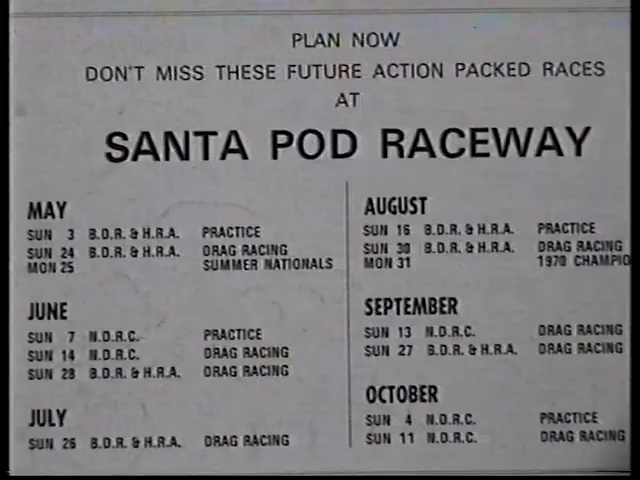 PLAN NOW
DON'T MISS THESE FUTURE ACTION PACKED RACES
AT
SANTA POD RACEWAY
MAY
SUN 3 B.D.R. & H.R.A. PRACTICE
SUN 24 B.D.R. & H.R.A. DRAG RACING
MON 25 SUMMER NATIONALS
JUNE
SUN 7 N.D.R.C. PRACTICE
SUN 14 N.D.R.C. DRAG RACING
SUN 28 B.D.R. & H.R.A. DRAG RACING
JULY
SUN 26 B.D.R. & H.R.A. DRAG RACING
AUGUST
SUN 16 B.D.R. & H.R.A. PRACTICE
SUN 30 B.D.R. & H.R.A. DRAG RACING
MON 31 1970 CHAMPIO
SEPTEMBER
SUN 13 N.D.R.C. DRAG RACING
SUN 27 B.D.R. & H.R.A. DRAG RACING
OCTOBER
SUN 4 N.D.R.C. PRACTICE
SUN 11 N.D.R.C. DRAG RACING